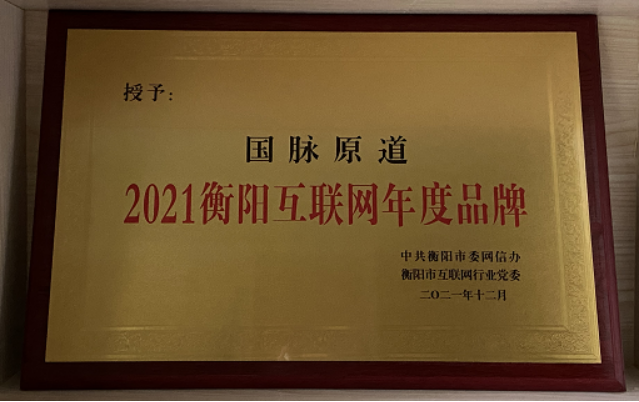 授予：
国脉原道
2021衡阳互联网年度品牌
中共衡阳市委网信办
衡阳市互联网行业党委
二〇二一年十二月